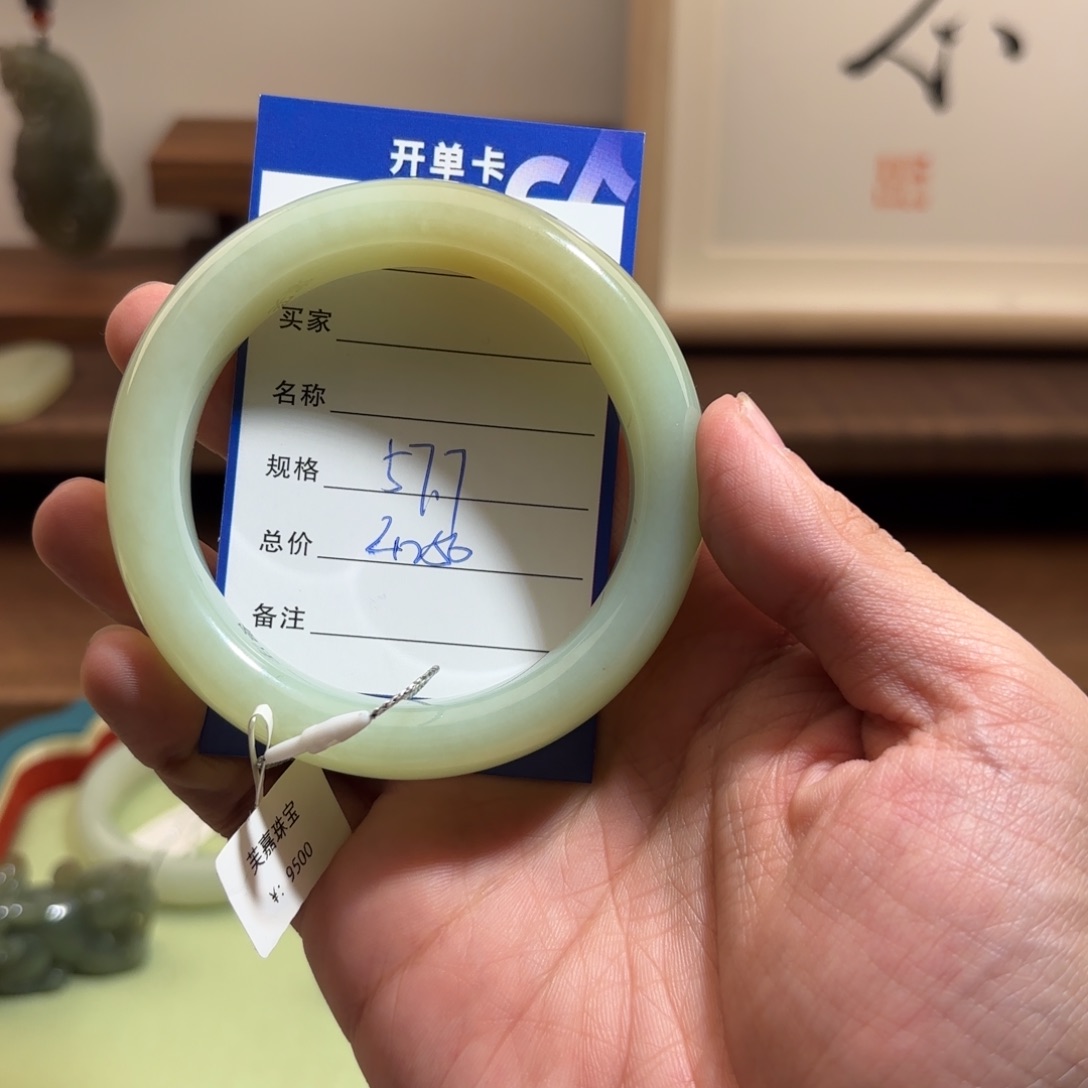 开单卡
买家
名称
规格 57.7
总价
备注
芙嘉珠宝
: 9500